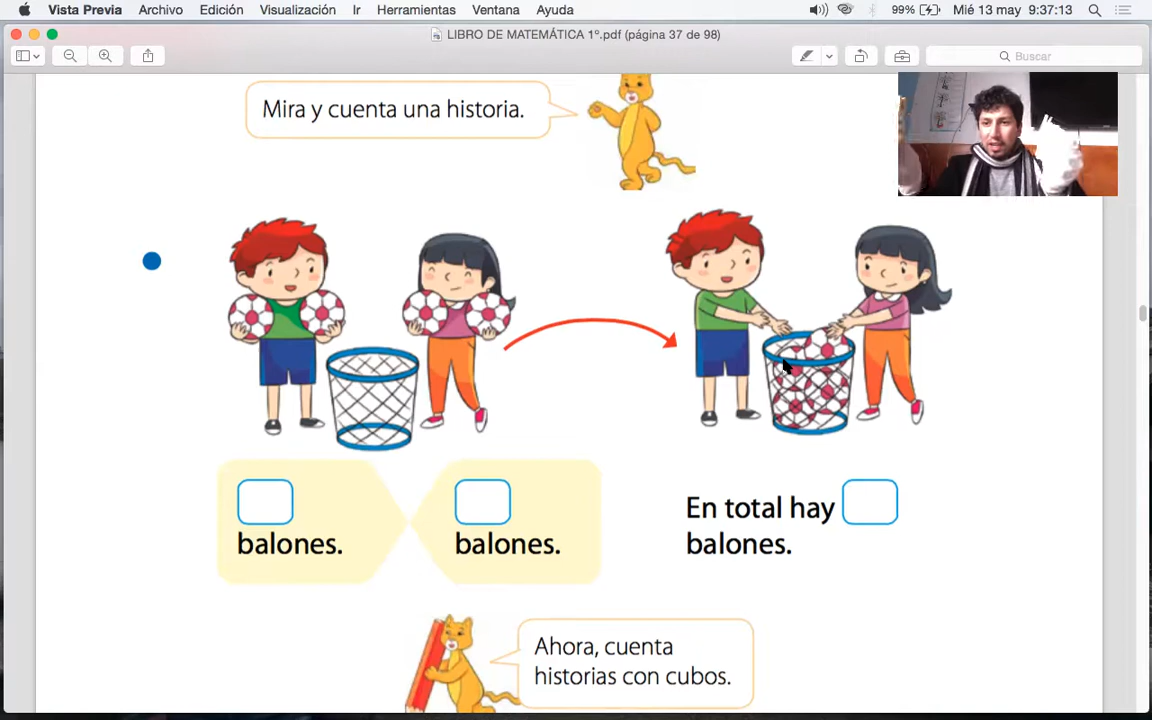 Vista Previa Archivo Edición Visualización Ir Herramientas Ventana Ayuda 99% Mié 13 may 9:37:13
LIBRO DE MATEMÁTICA 1º.pdf (página 37 de 98)
Buscar
Mira y cuenta una historia.
balones.
balones.
En total hay
balones.
Ahora, cuenta
historias con cubos.